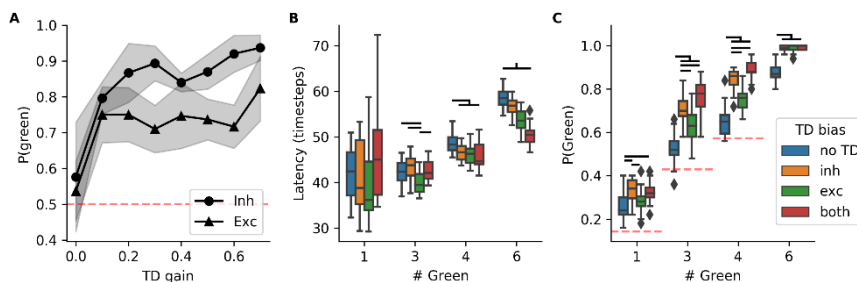 A
P(green)
1.0
0.9
0.8
0.7
0.6
0.5
0.4
0.0
0.2
0.4
0.6
TD gain
Inh
Exc
B
Latency (timesteps)
70
60
50
40
30
1
3
4
6
# Green
C
P(Green)
1.0
0.8
0.6
0.4
0.2
1
3
4
6
# Green
TD bias
no TD
inh
exc
both